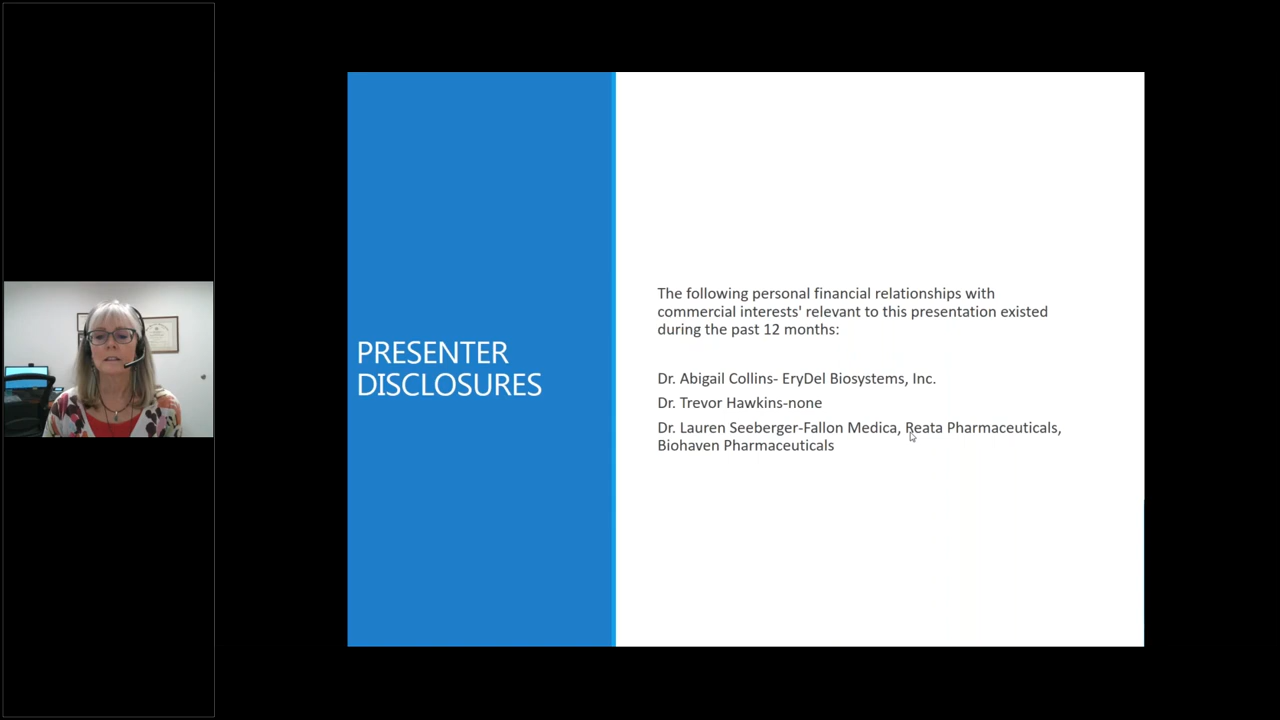 PRESENTER
DISCLOSURES
The following personal financial relationships with
commercial interests' relevant to this presentation existed
during the past 12 months:
Dr. Abigail Collins- EryDel Biosystems, Inc.
Dr. Trevor Hawkins-none
Dr. Lauren Seeberger-Fallon Medica, Reata Pharmaceuticals,
Biohaven Pharmaceuticals